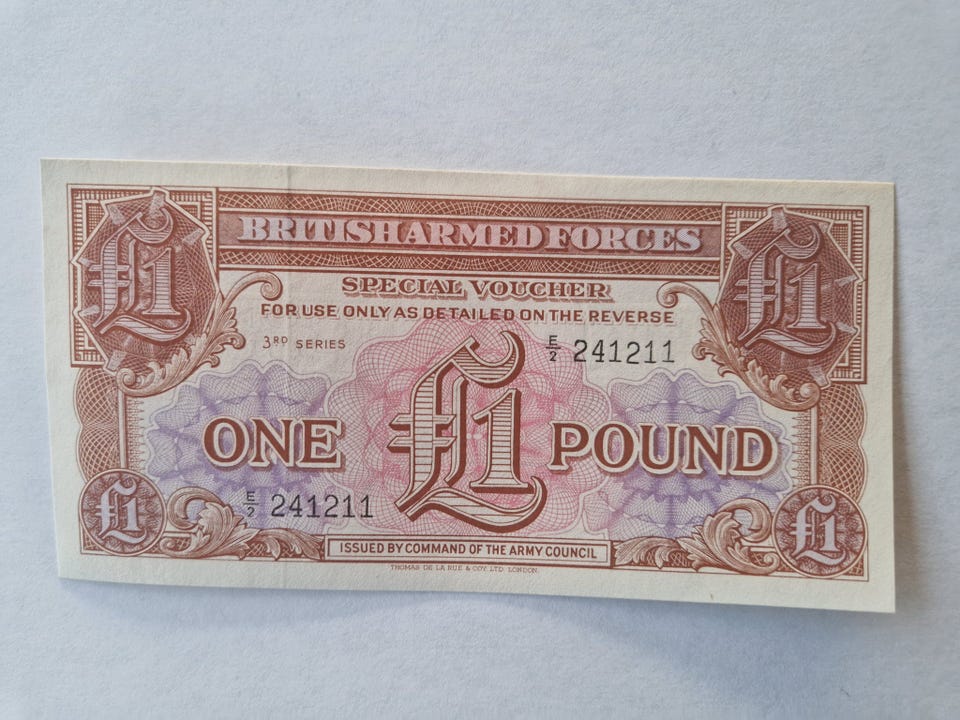 BRITISH ARMED FORCES
£1 £1
SPECIAL VOUCHER
FOR USE ONLY AS DETAILED ON THE REVERSE
3RD SERIES
E/2 241211
ONE £1 POUND
E/2 241211
£1 £1
ISSUED BY COMMAND OF THE ARMY COUNCIL
THOMAS DE LA RUE & COY. LTD. LONDON.